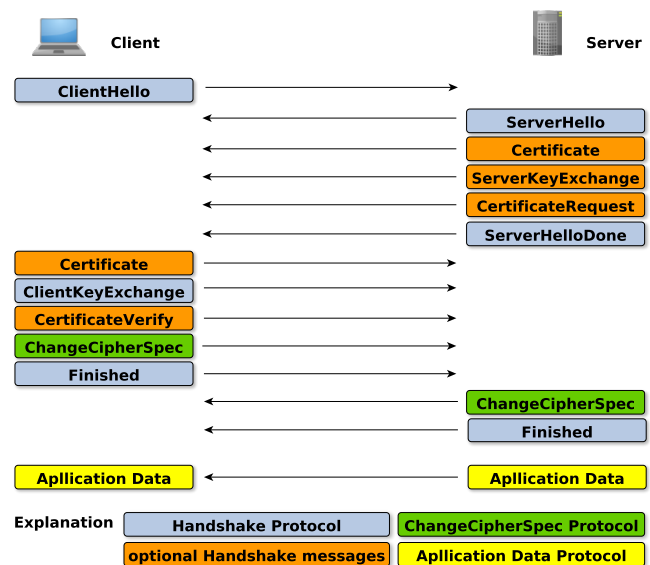 Client
Server
ClientHello
ServerHello
Certificate
ServerKeyExchange
CertificateRequest
ServerHelloDone
Certificate
ClientKeyExchange
CertificateVerify
ChangeCipherSpec
Finished
ChangeCipherSpec
Finished
Apllication Data
Apllication Data
Explanation
Handshake Protocol
ChangeCipherSpec Protocol
optional Handshake messages
Apllication Data Protocol